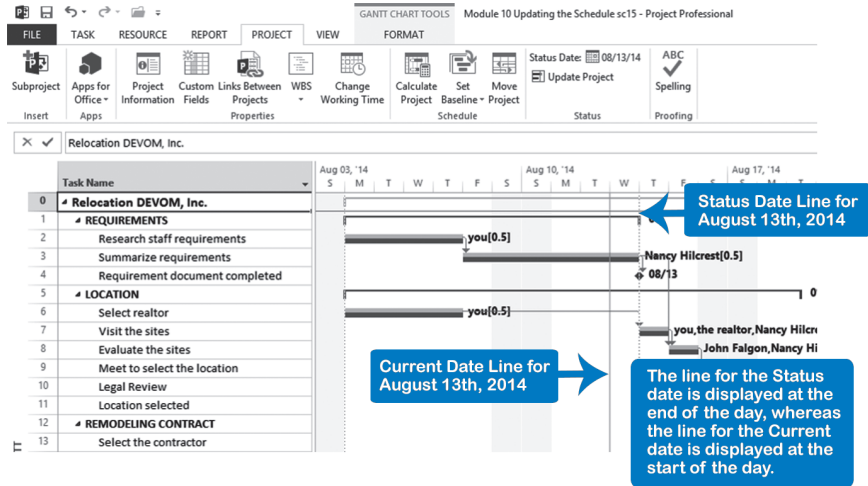 GANTT CHART TOOLS
Module 10 Updating the Schedule sc15 - Project Professional
FILE TASK RESOURCE REPORT PROJECT VIEW FORMAT
Subproject
Apps for Office
Project Information
Custom Fields
Links Between Projects
WBS
Change Working Time
Calculate Project
Set Baseline
Move Project
Status Date: 08/13/14
Update Project
ABC
Spelling
Insert Apps Properties Schedule Status Proofing
Relocation DEVOM, Inc.
Aug 03, '14 Aug 10, '14 Aug 17, '14
Task Name S M T W T F S S M T W T F S S M T
0 Relocation DEVOM, Inc.
1 REQUIREMENTS
2 Research staff requirements you[0.5]
3 Summarize requirements Nancy Hilcrest[0.5]
4 Requirement document completed 08/13
5 LOCATION 0
6 Select realtor you[0.5]
7 Visit the sites you,the realtor,Nancy Hilcre
8 Evaluate the sites John Falgon,Nancy Hi
9 Meet to select the location
10 Legal Review
11 Location selected
12 REMODELING CONTRACT
13 Select the contractor
Status Date Line for
August 13th, 2014
Current Date Line for
August 13th, 2014
The line for the Status
date is displayed at the
end of the day, whereas
the line for the Current
date is displayed at the
start of the day.